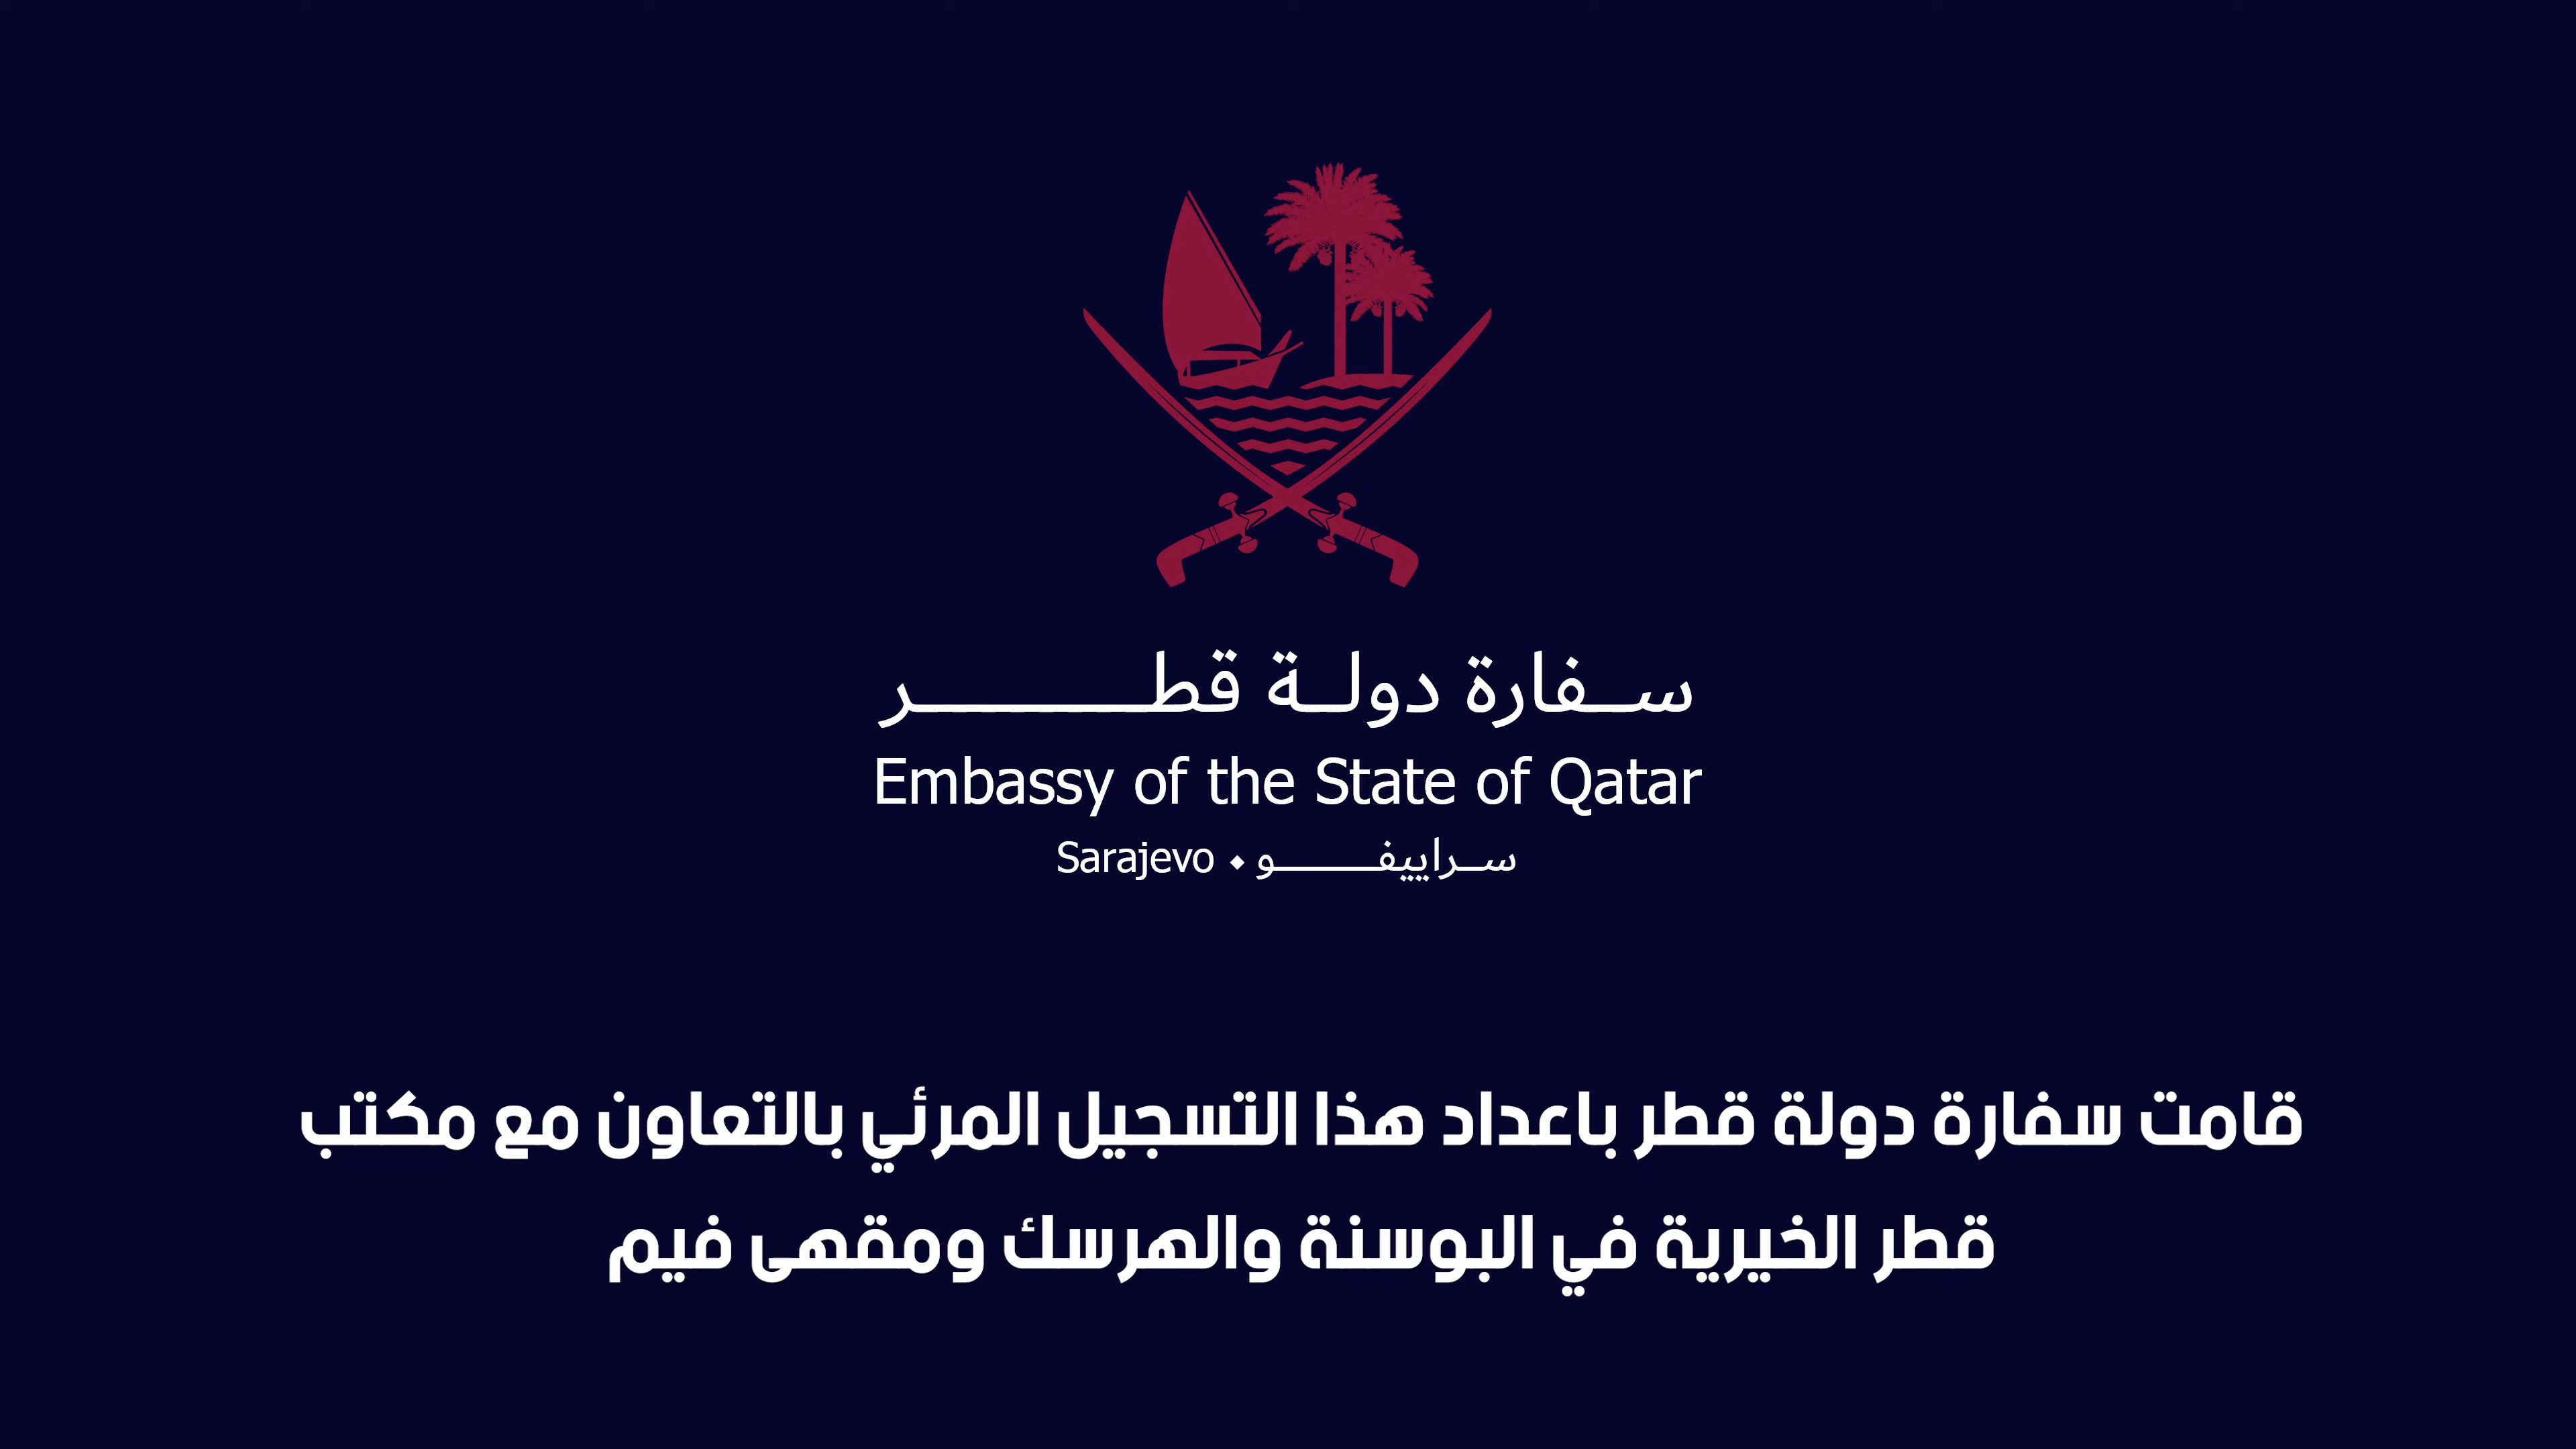 سفارة دولة قطر
Embassy of the State of Qatar
Sarajevo ◆ سراييفو
قامت سفارة دولة قطر باعداد هذا التسجيل المرئي بالتعاون مع مكتب
قطر الخيرية في البوسنة والهرسك ومقهى فيم